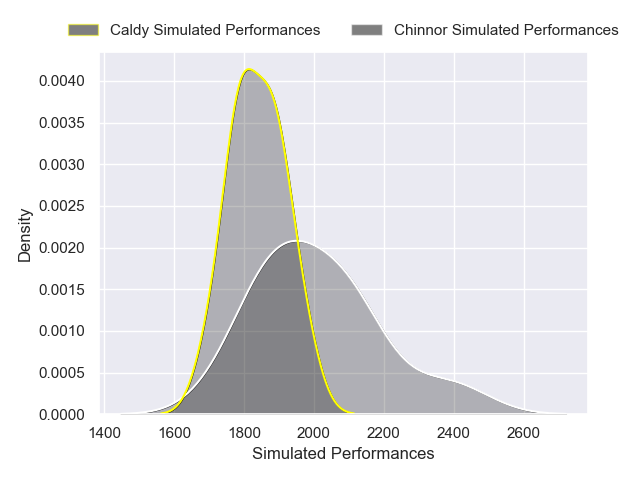 Caldy Simulated Performances
Chinnor Simulated Performances
0.0040
0.0035
0.0030
0.0025
0.0020
0.0015
0.0010
0.0005
0.0000
Density
1400 1600 1800 2000 2200 2400 2600
Simulated Performances